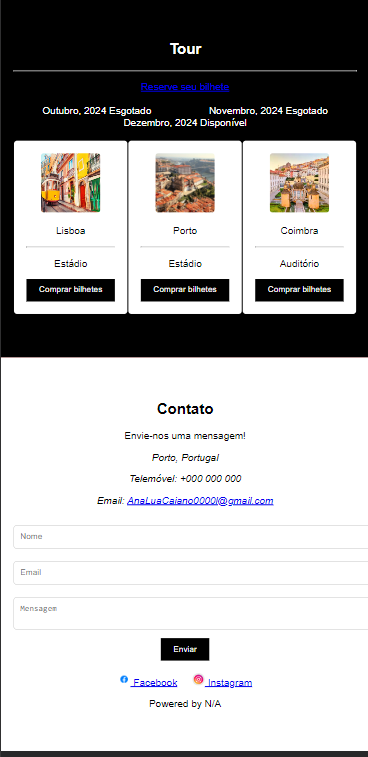 Tour
Reserve seu bilhete
Outubro, 2024 Esgotado Novembro, 2024 Esgotado
Dezembro, 2024 Disponível
Lisboa Porto Coimbra
Estádio Estádio Auditório
Comprar bilhetes Comprar bilhetes Comprar bilhetes
Contato
Envie-nos uma mensagem!
Porto, Portugal
Telemóvel: +000 000 000
Email: AnaLuaCaiano0000l@gmail.com
Nome
Email
Mensagem
Enviar
Facebook Instagram
Powered by N/A